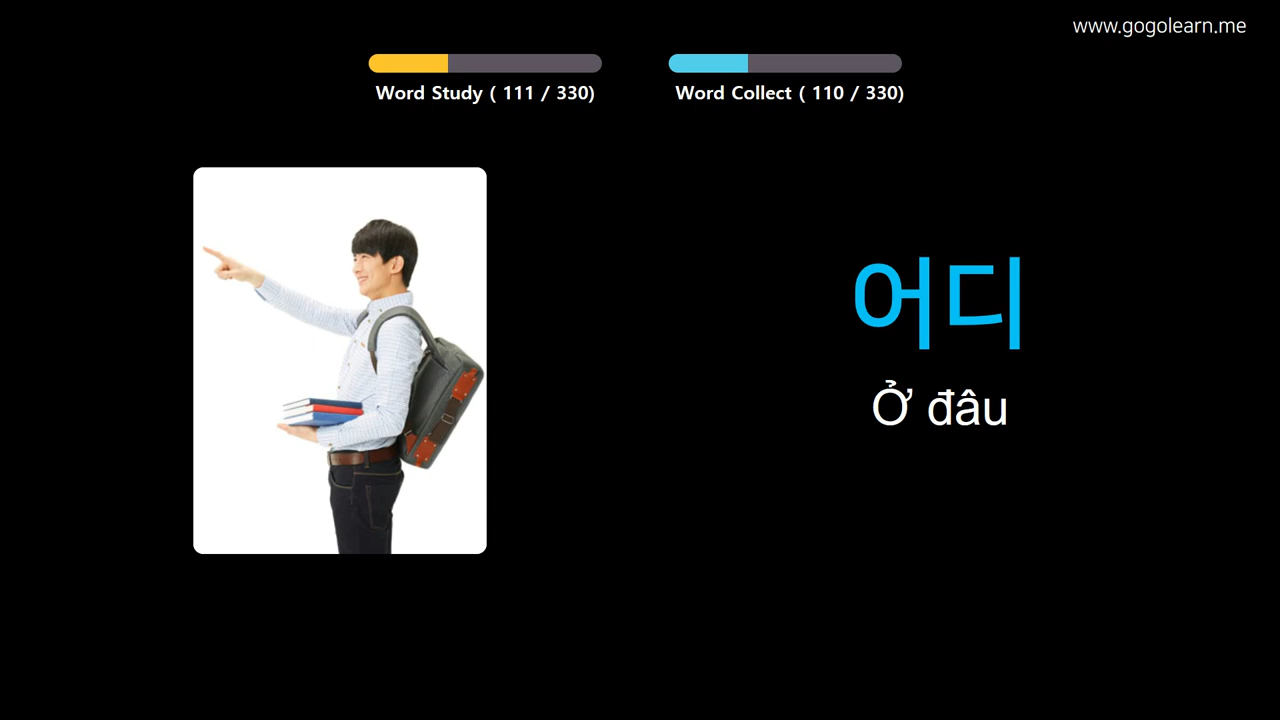 www.gogolearn.me
Word Study ( 111 / 330)
Word Collect ( 110 / 330)
어디
Ở đâu